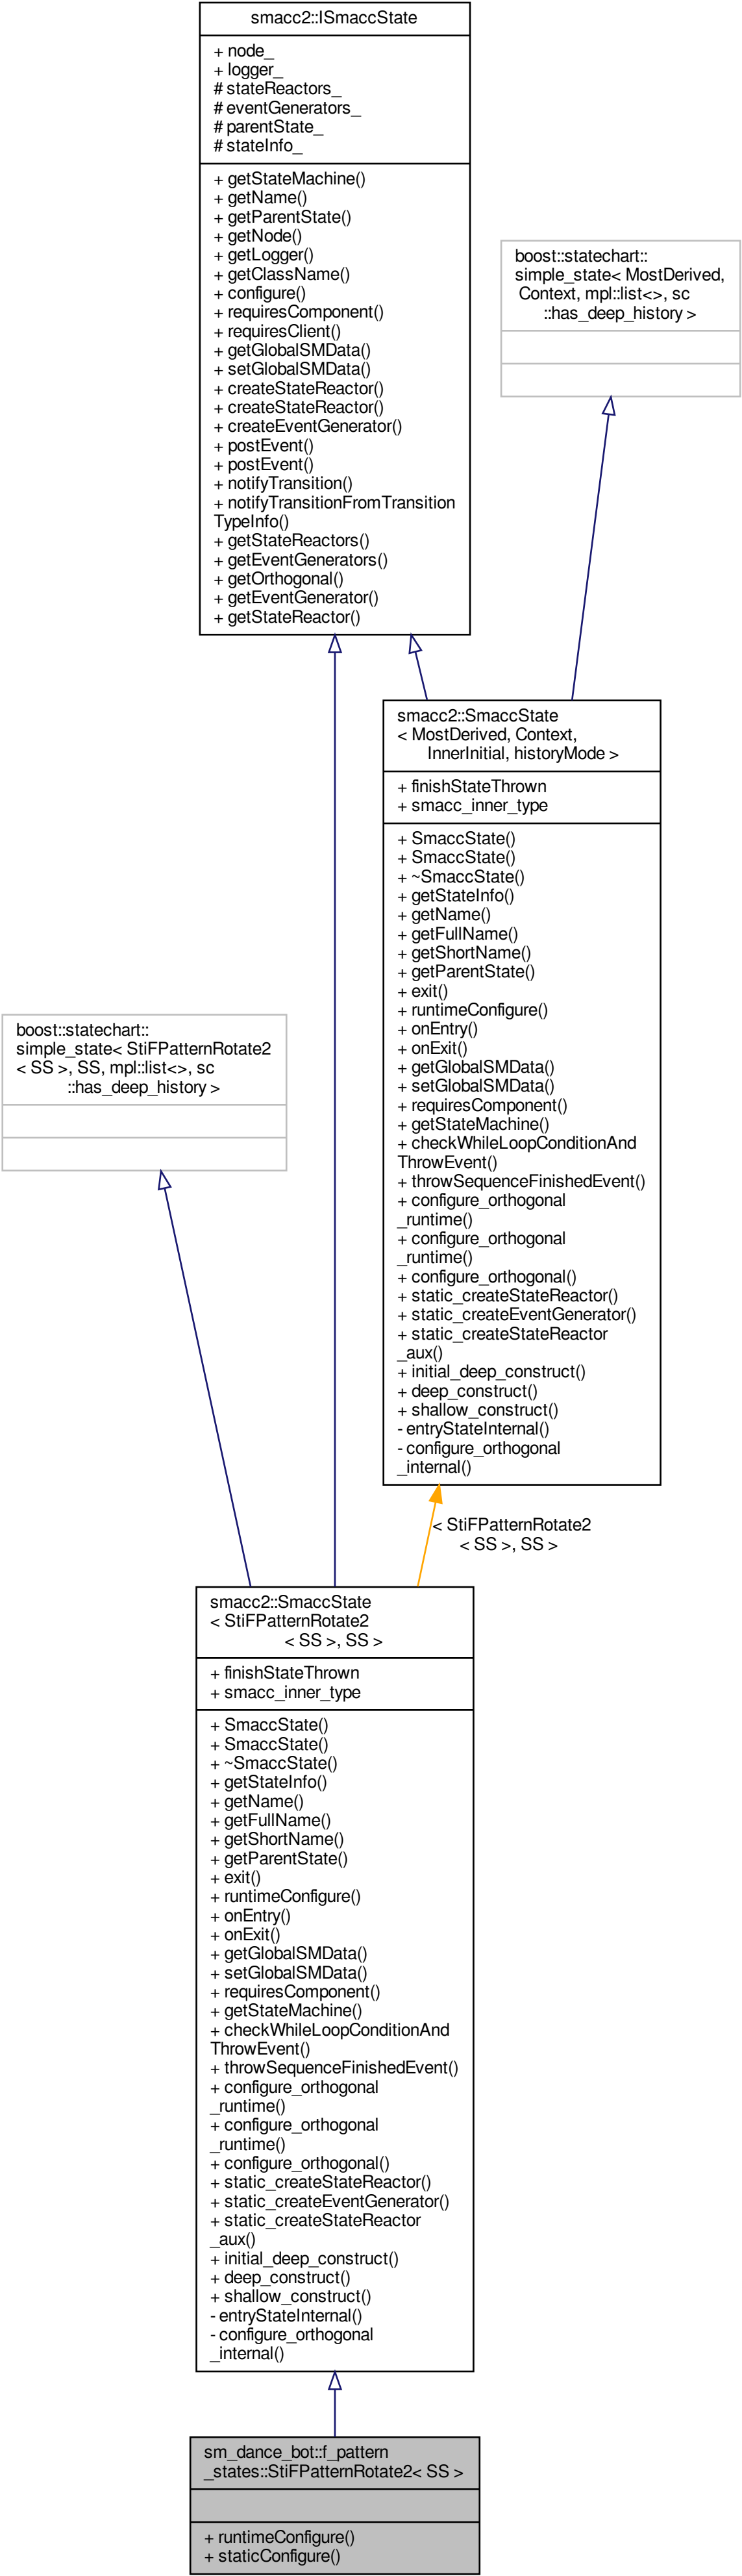 smacc2::ISmaccState
+ node_
+ logger_
# stateReactors_
# eventGenerators_
# parentState_
# stateInfo_
+ getStateMachine()
+ getName()
+ getParentState()
+ getNode()
+ getLogger()
+ getClassName()
+ configure()
+ requiresComponent()
+ requiresClient()
+ getGlobalSMData()
+ setGlobalSMData()
+ createStateReactor()
+ createStateReactor()
+ createEventGenerator()
+ postEvent()
+ postEvent()
+ notifyTransition()
+ notifyTransitionFromTransition
TypeInfo()
+ getStateReactors()
+ getEventGenerators()
+ getOrthogonal()
+ getEventGenerator()
+ getStateReactor()
boost::statechart::
simple_state< MostDerived,
Context, mpl::list<>, sc
::has_deep_history >
smacc2::SmaccState
< MostDerived, Context,
InnerInitial, historyMode >
+ finishStateThrown
+ smacc_inner_type
+ SmaccState()
+ SmaccState()
+ ~SmaccState()
+ getStateInfo()
+ getName()
+ getFullName()
+ getShortName()
+ getParentState()
+ exit()
+ runtimeConfigure()
+ onEntry()
+ onExit()
+ getGlobalSMData()
+ setGlobalSMData()
+ requiresComponent()
+ getStateMachine()
+ checkWhileLoopConditionAnd
ThrowEvent()
+ throwSequenceFinishedEvent()
+ configure_orthogonal
_runtime()
+ configure_orthogonal
_runtime()
+ configure_orthogonal()
+ static_createStateReactor()
+ static_createEventGenerator()
+ static_createStateReactor
_aux()
+ initial_deep_construct()
+ deep_construct()
+ shallow_construct()
- entryStateInternal()
- configure_orthogonal
_internal()
boost::statechart::
simple_state< StiFPatternRotate2
< SS >, SS, mpl::list<>, sc
::has_deep_history >
< StiFPatternRotate2
< SS >, SS >
smacc2::SmaccState
< StiFPatternRotate2
< SS >, SS >
+ finishStateThrown
+ smacc_inner_type
+ SmaccState()
+ SmaccState()
+ ~SmaccState()
+ getStateInfo()
+ getName()
+ getFullName()
+ getShortName()
+ getParentState()
+ exit()
+ runtimeConfigure()
+ onEntry()
+ onExit()
+ getGlobalSMData()
+ setGlobalSMData()
+ requiresComponent()
+ getStateMachine()
+ checkWhileLoopConditionAnd
ThrowEvent()
+ throwSequenceFinishedEvent()
+ configure_orthogonal
_runtime()
+ configure_orthogonal
_runtime()
+ configure_orthogonal()
+ static_createStateReactor()
+ static_createEventGenerator()
+ static_createStateReactor
_aux()
+ initial_deep_construct()
+ deep_construct()
+ shallow_construct()
- entryStateInternal()
- configure_orthogonal
_internal()
sm_dance_bot::f_pattern
_states::StiFPatternRotate2< SS >
+ runtimeConfigure()
+ staticConfigure()